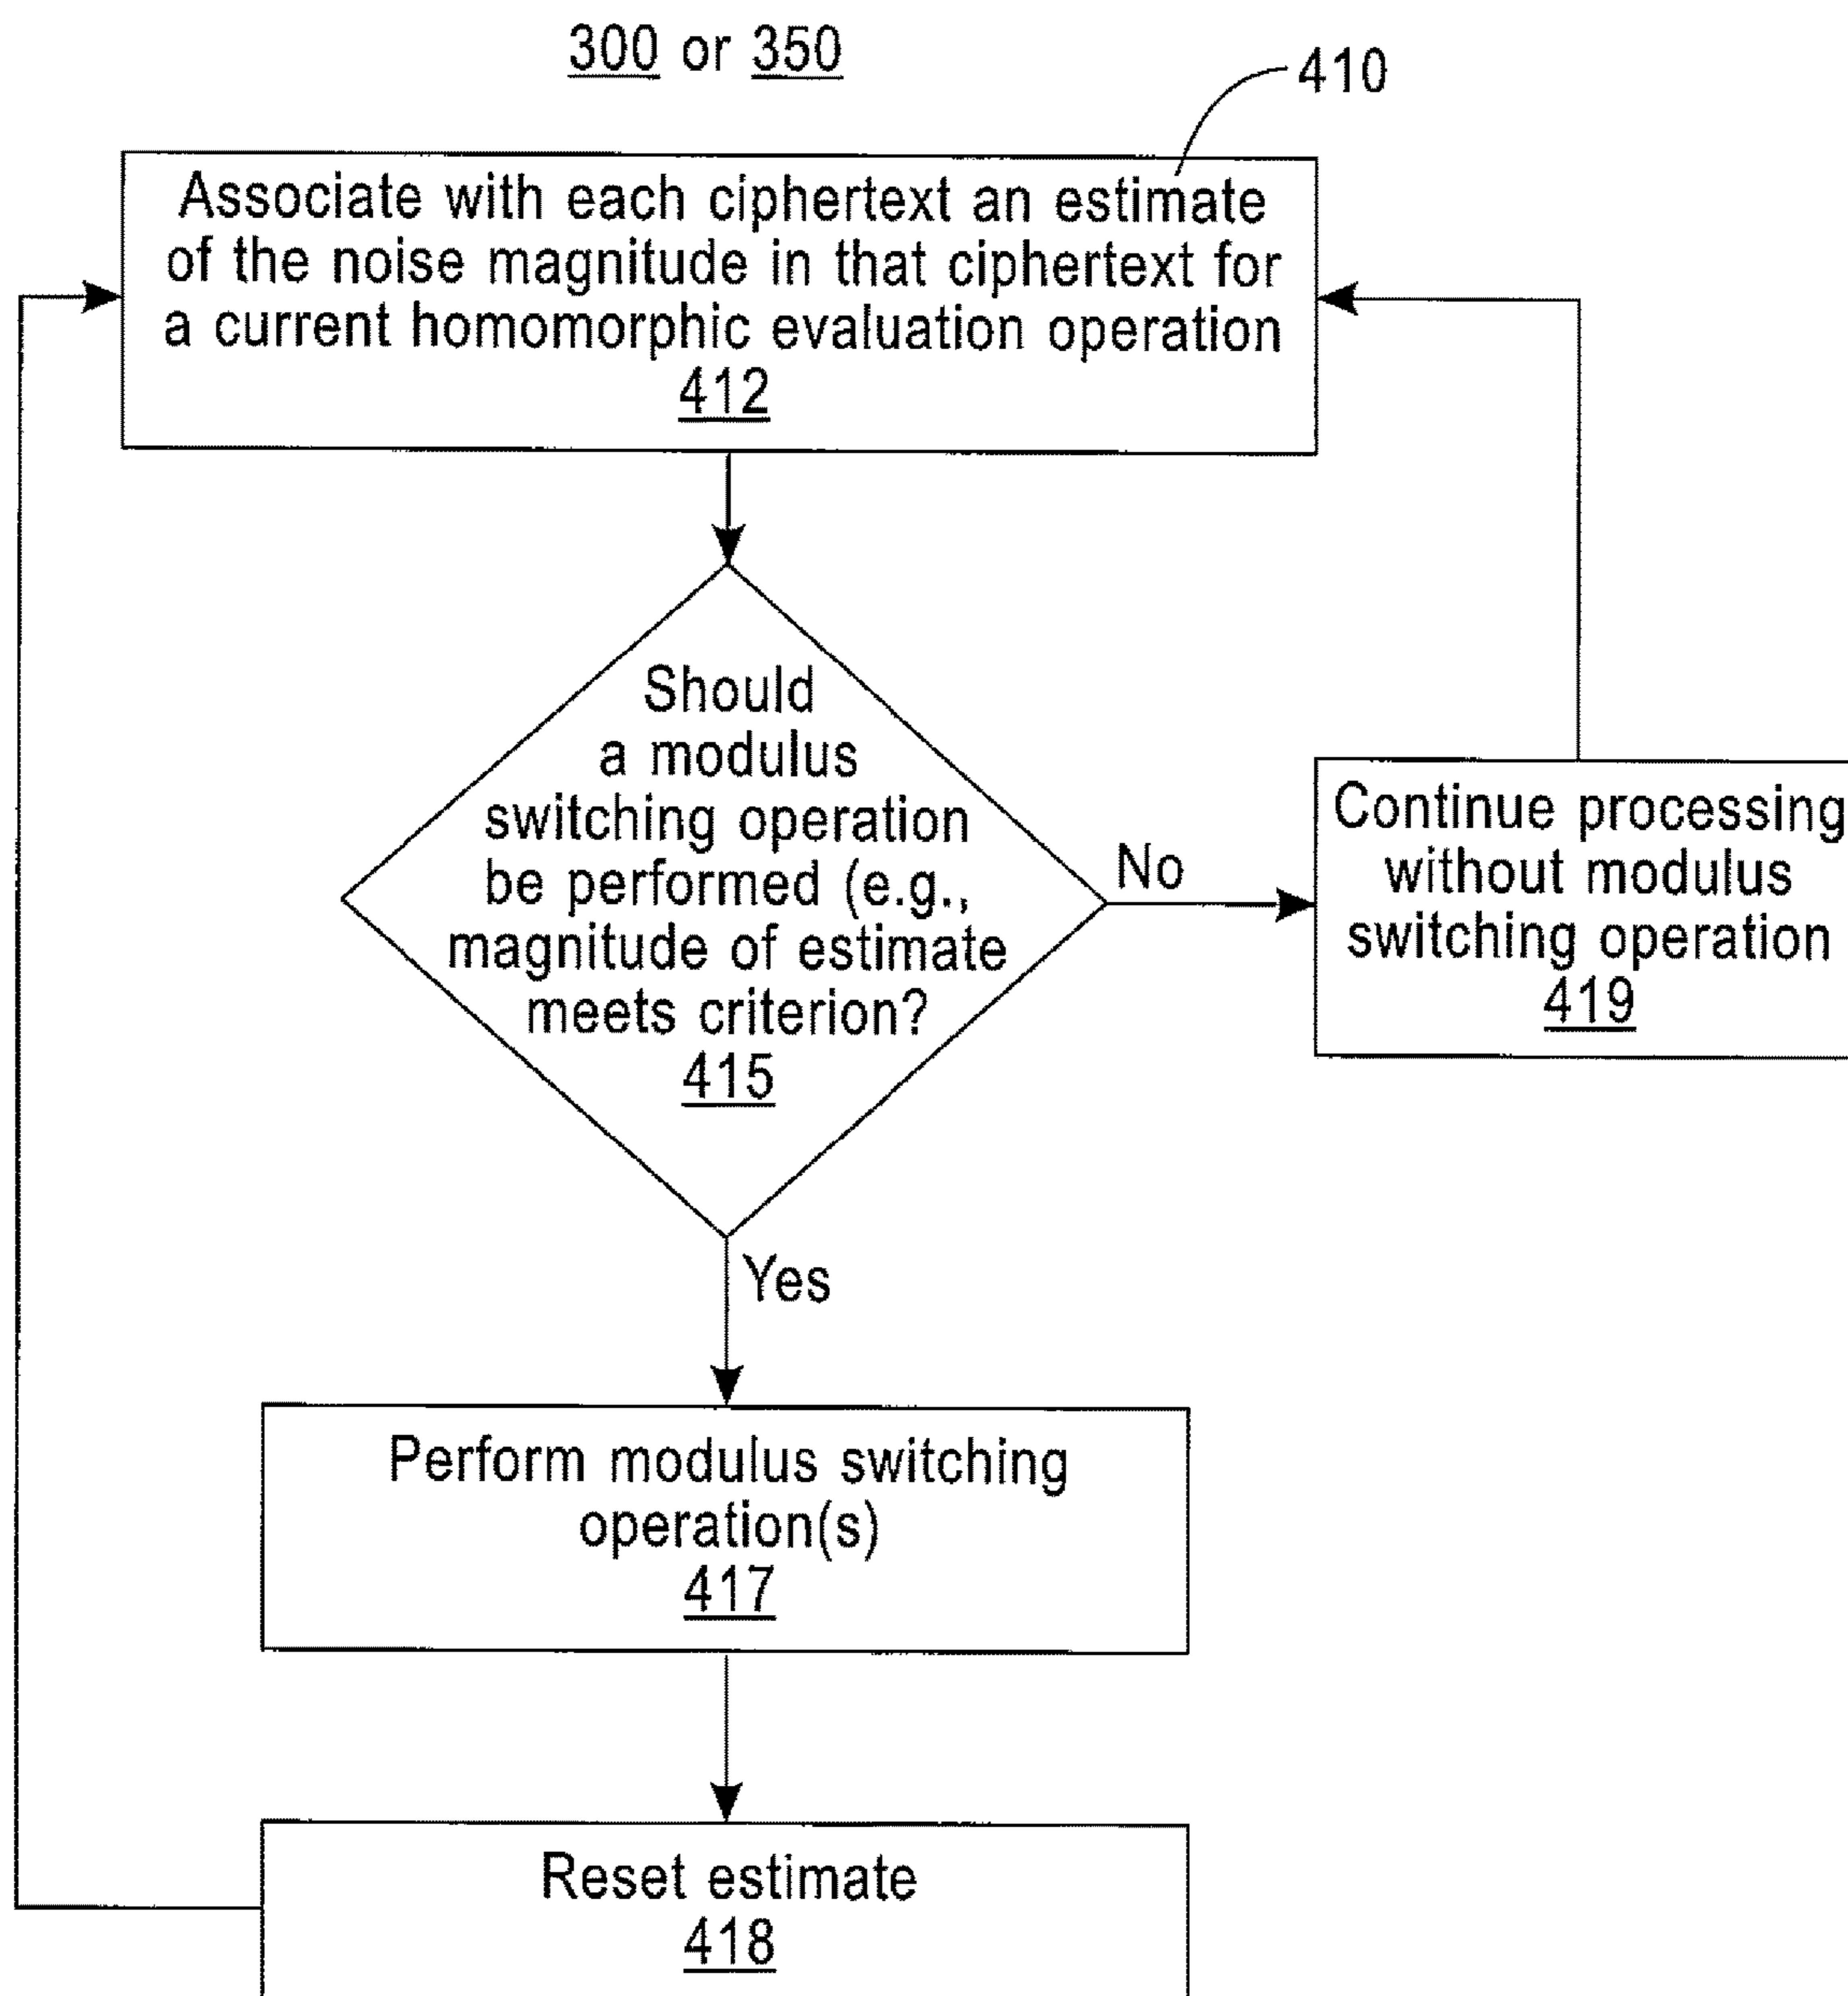 300 or 350
410
Associate with each ciphertext an estimate
of the noise magnitude in that ciphertext for
a current homomorphic evaluation operation
412
Should
a modulus
switching operation
be performed (e.g.,
magnitude of estimate
meets criterion?
415
No
Continue processing
without modulus
switching operation
419
Yes
Perform modulus switching
operation(s)
417
Reset estimate
418